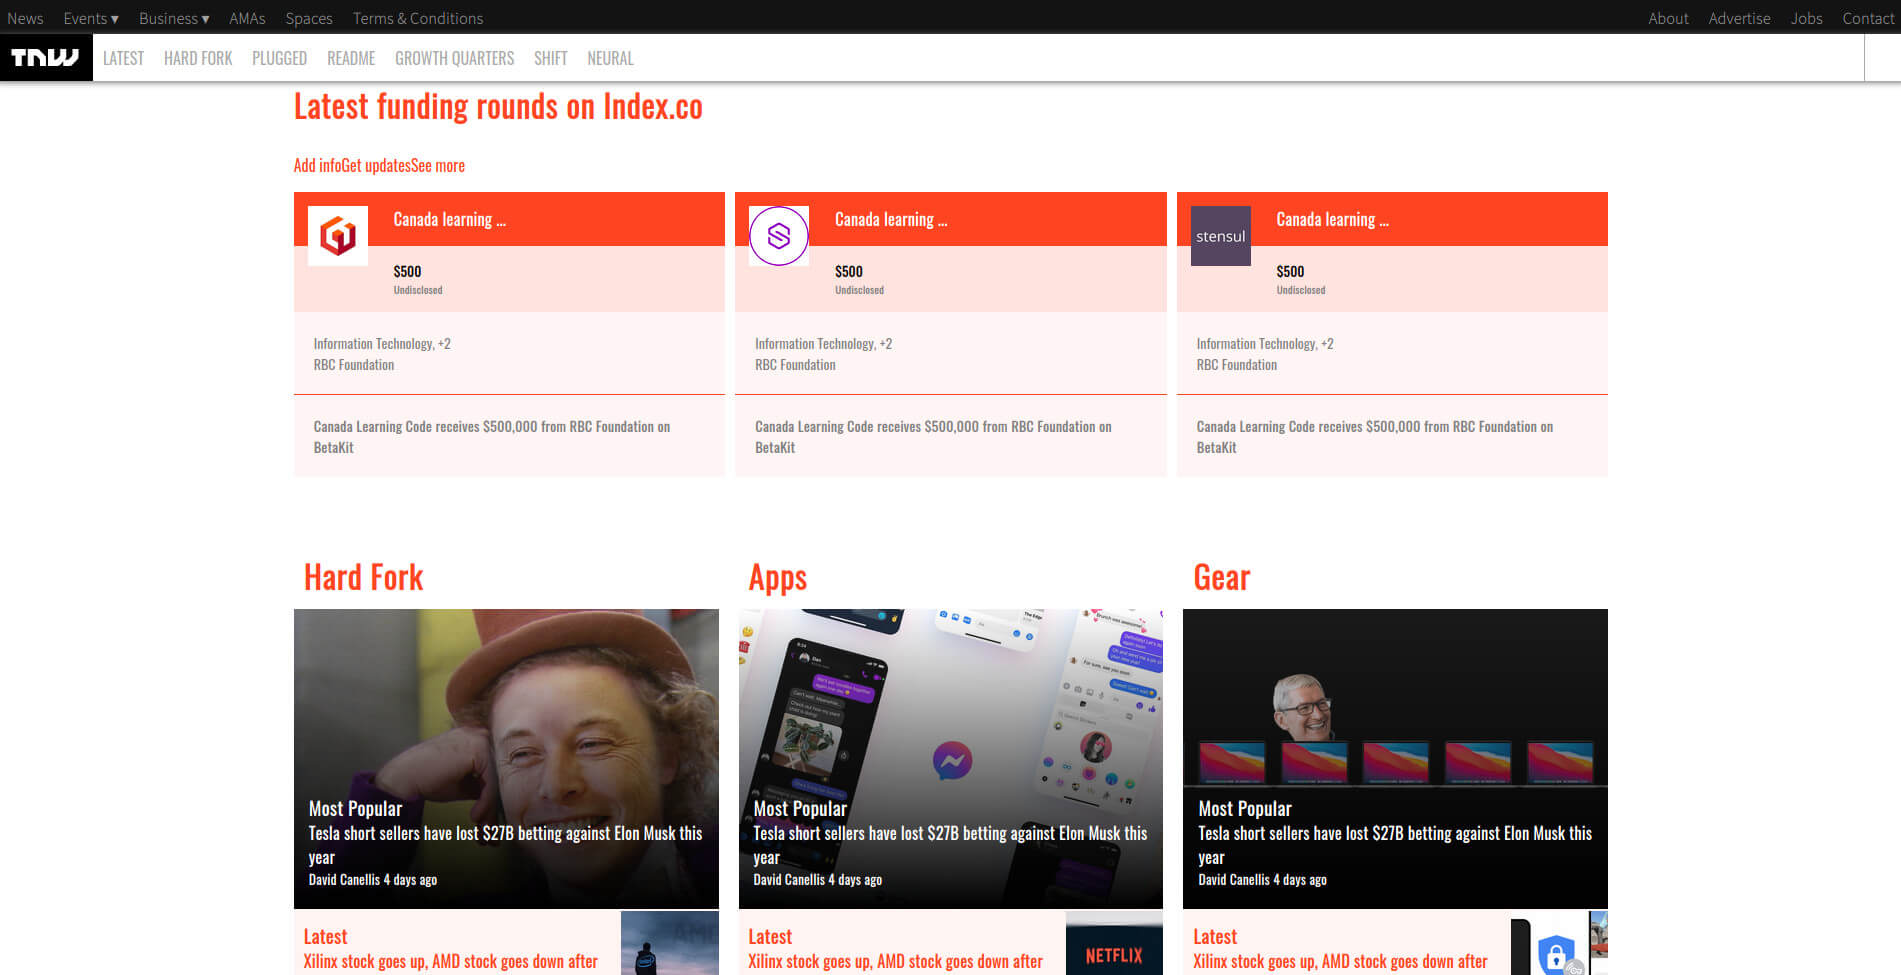 News Events ▾ Business ▾ AMAs Spaces Terms & Conditions About Advertise Jobs Contact
TNW LATEST HARD FORK PLUGGED README GROWTH QUARTERS SHIFT NEURAL
Latest funding rounds on Index.co
Add infoGet updatesSee more
Canada learning ...
$500
Undisclosed
Information Technology, +2
RBC Foundation
Canada Learning Code receives $500,000 from RBC Foundation on
BetaKit
Canada learning ...
$500
Undisclosed
Information Technology, +2
RBC Foundation
Canada Learning Code receives $500,000 from RBC Foundation on
BetaKit
stensul
Canada learning ...
$500
Undisclosed
Information Technology, +2
RBC Foundation
Canada Learning Code receives $500,000 from RBC Foundation on
BetaKit
Hard Fork
Most Popular
Tesla short sellers have lost $27B betting against Elon Musk this
year
David Canellis 4 days ago
Latest
Xilinx stock goes up, AMD stock goes down after
Apps
Most Popular
Tesla short sellers have lost $27B betting against Elon Musk this
year
David Canellis 4 days ago
Latest
Xilinx stock goes up, AMD stock goes down after
NETFLIX
Gear
Most Popular
Tesla short sellers have lost $27B betting against Elon Musk this
year
David Canellis 4 days ago
Latest
Xilinx stock goes up, AMD stock goes down after